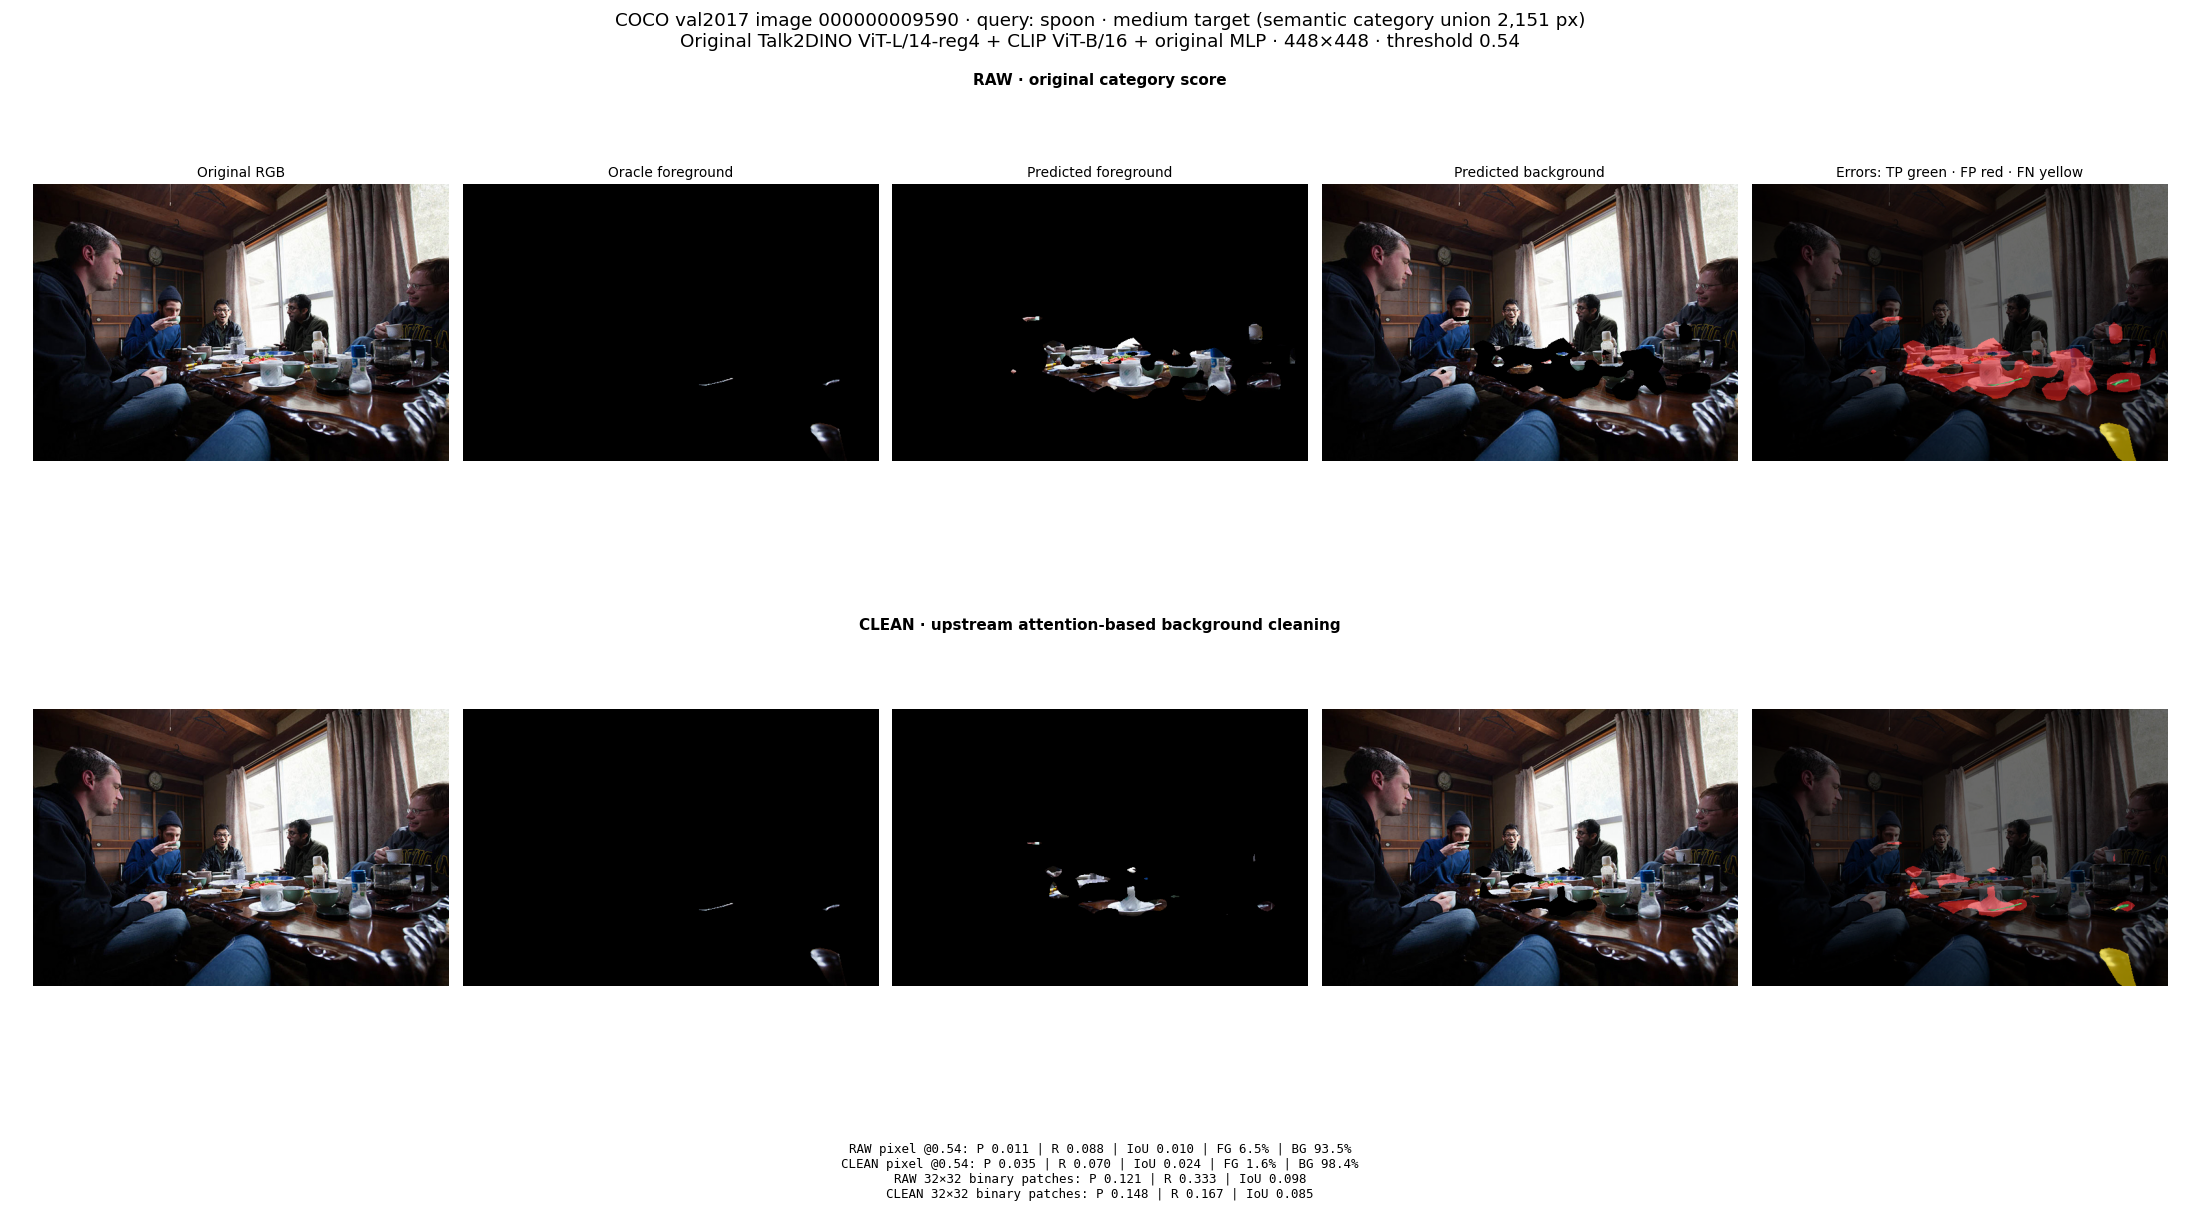 COCO val2017 image 000000009590 · query: spoon · medium target (semantic category union 2,151 px)
Original Talk2DINO ViT-L/14-reg4 + CLIP ViT-B/16 + original MLP · 448×448 · threshold 0.54
RAW · original category score
Original RGB
Oracle foreground
Predicted foreground
Predicted background
Errors: TP green · FP red · FN yellow
CLEAN · upstream attention-based background cleaning
RAW pixel @0.54: P 0.011 | R 0.088 | IoU 0.010 | FG 6.5% | BG 93.5%
CLEAN pixel @0.54: P 0.035 | R 0.070 | IoU 0.024 | FG 1.6% | BG 98.4%
RAW 32×32 binary patches: P 0.121 | R 0.333 | IoU 0.098
CLEAN 32×32 binary patches: P 0.148 | R 0.167 | IoU 0.085